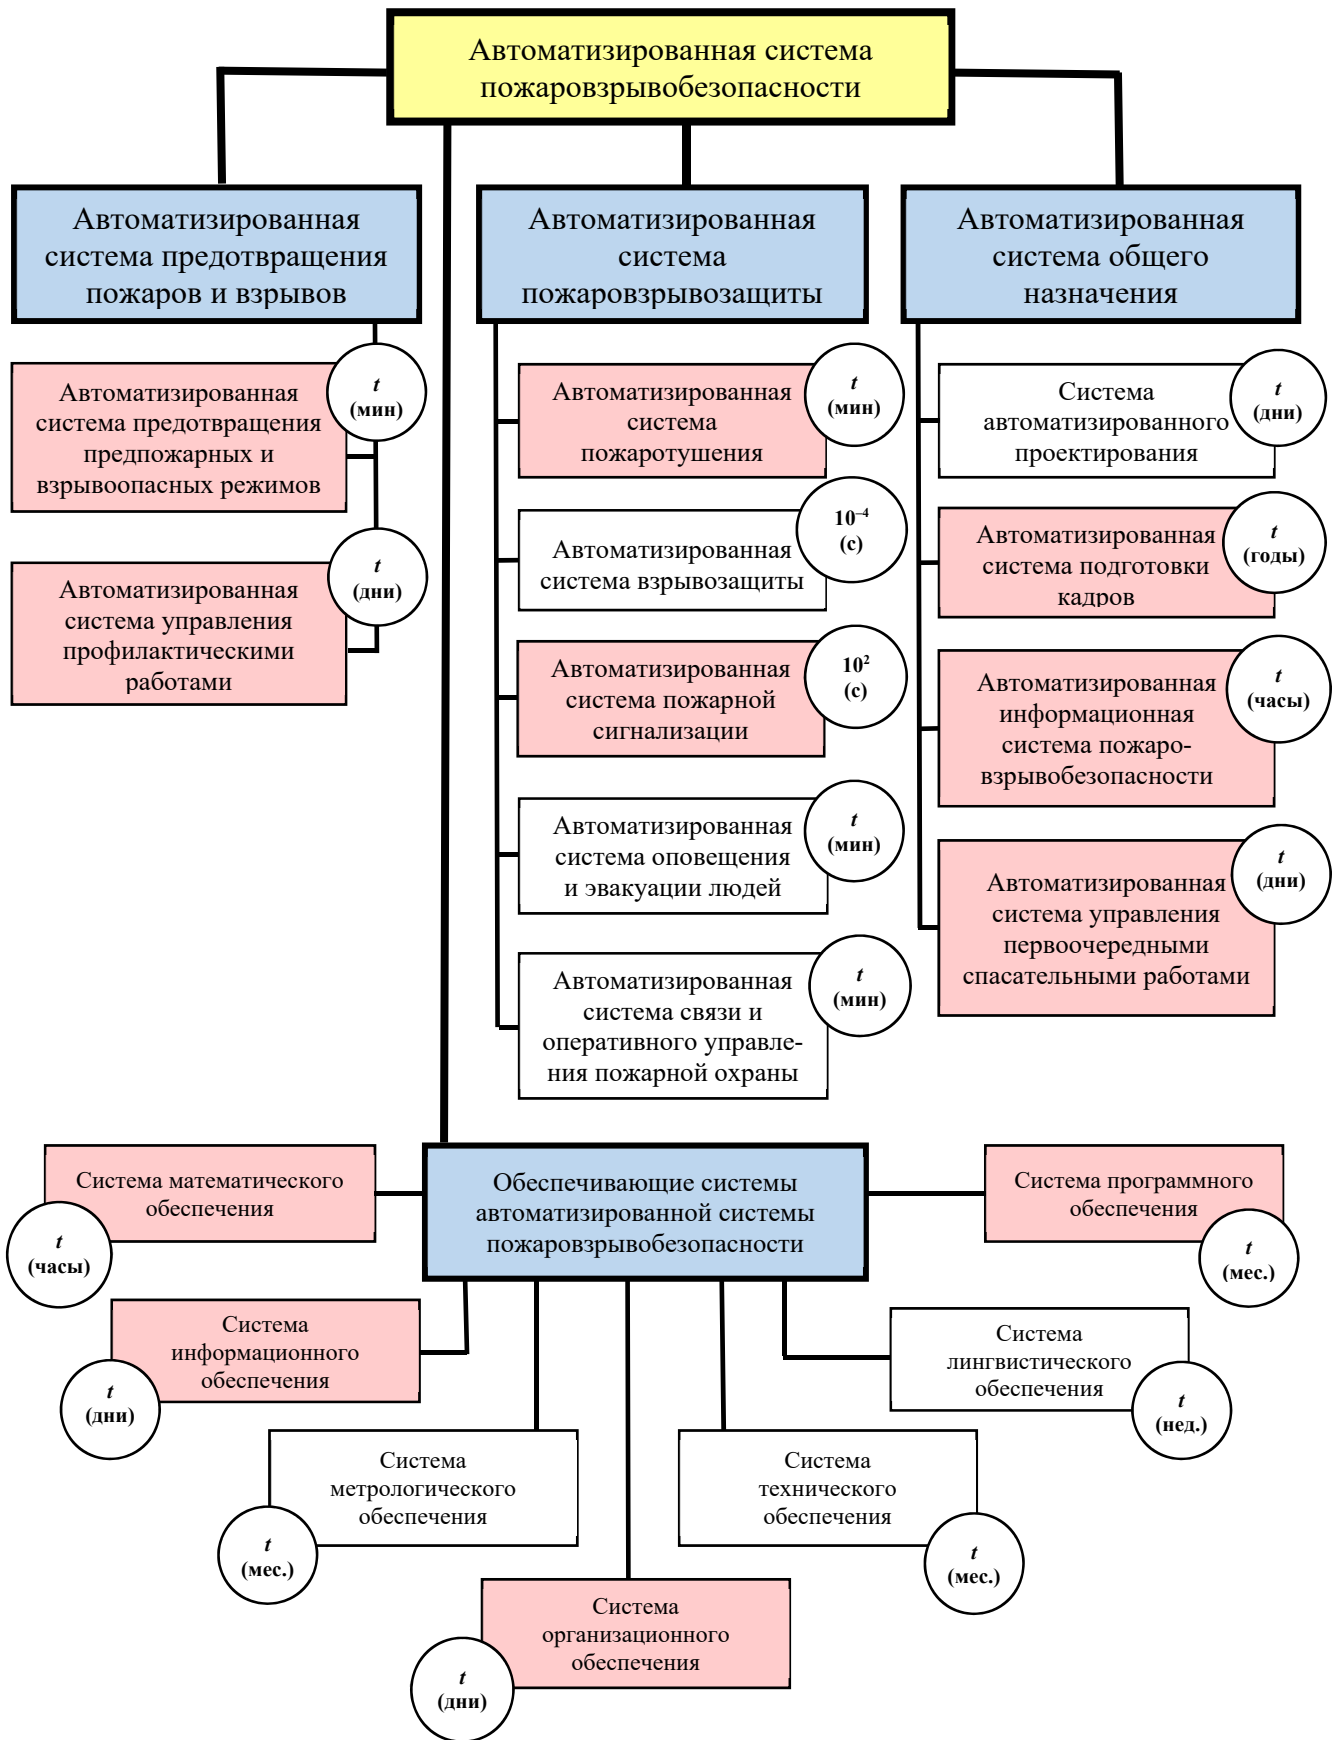 Автоматизированная система
пожаровзрывобезопасности
Автоматизированная
система предотвращения
пожаров и взрывов
Автоматизированная
система
пожаровзрывозащиты
Автоматизированная
система общего
назначения
Автоматизированная
система предотвращения
предпожарных и
взрывоопасных режимов
t
(мин)
Автоматизированная
система управления
профилактическими
работами
t
(дни)
Автоматизированная
система
пожаротушения
t
(мин)
Автоматизированная
система взрывозащиты
10⁻⁴
(с)
Автоматизированная
система пожарной
сигнализации
10²
(с)
Автоматизированная
система оповещения
и эвакуации людей
t
(мин)
Автоматизированная
система связи и
оперативного управле-
ния пожарной охраны
t
(мин)
Система
автоматизированного
проектирования
t
(дни)
Автоматизированная
система подготовки
кадров
t
(годы)
Автоматизированная
информационная
система пожаро-
взрывобезопасности
t
(часы)
Автоматизированная
система управления
первоочередными
спасательными работами
t
(дни)
Обеспечивающие системы
автоматизированной системы
пожаровзрывобезопасности
Система математического
обеспечения
t
(часы)
Система программного
обеспечения
t
(мес.)
Система
информационного
обеспечения
t
(дни)
Система
лингвистического
обеспечения
t
(нед.)
Система
метрологического
обеспечения
t
(мес.)
Система
технического
обеспечения
t
(мес.)
Система
организационного
обеспечения
t
(дни)